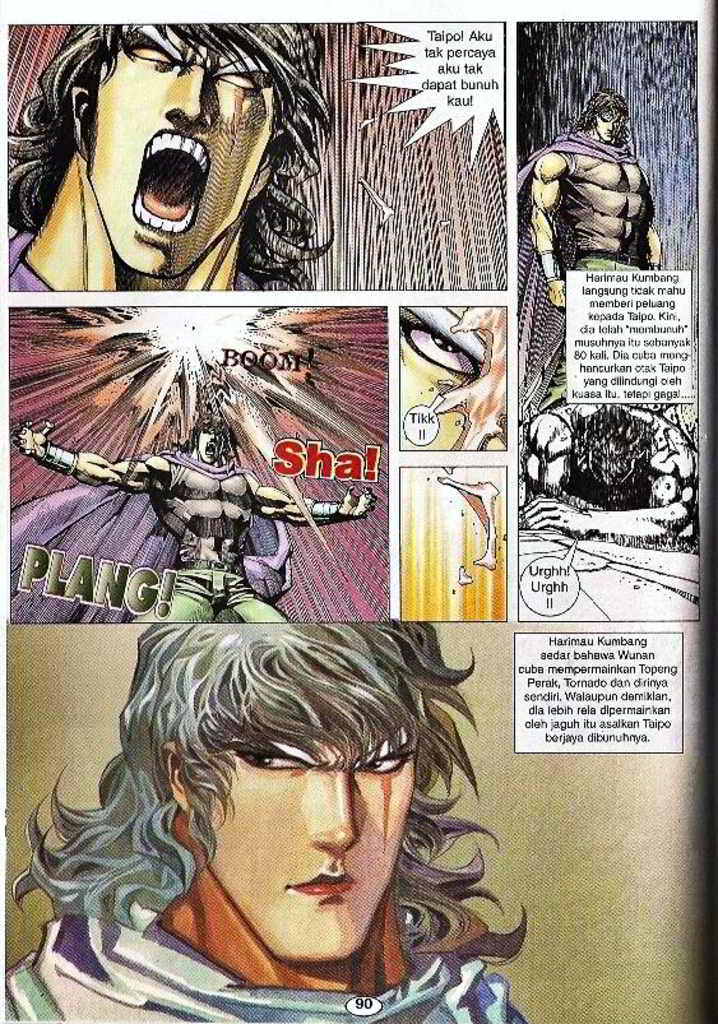 Taipo! Aku
tak percaya
aku tak
dapat bunuh
kau!
Harimau Kumbang
langsung tidak mahu
memberi peluang
kepada Taipo. Kini,
dia telah "membunuh"
musuhnya itu sebanyak
80 kali. Dia cuba meng-
hancurkan otak Taipo
yang dilindungi oleh
kuasa itu, tetapi gagal.....
BOOM!
Sha!
PLANG!
Tikk
!!
Urghh!
Urghh
!!
Harimau Kumbang
sedar bahawa Wunan
cuba mempermainkan Topeng
Perak, Tornado dan dirinya
sendiri. Walaupun demikian,
dia lebih rela dipermainkan
oleh jaguh itu asalkan Taipo
berjaya dibunuhnya.
90